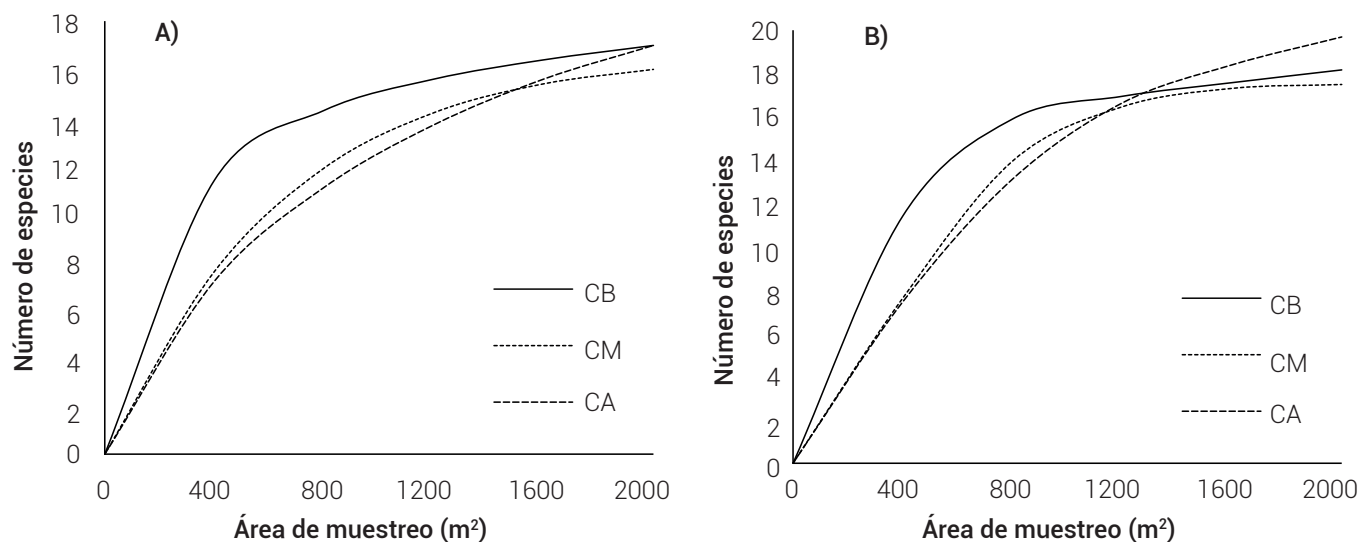 A)
Número de especies
18
16
14
12
10
8
6
4
2
0
CB
CM
CA
0 400 800 1200 1600 2000
Área de muestreo (m²)
B)
Número de especies
20
18
16
14
12
10
8
6
4
2
0
CB
CM
CA
0 400 800 1200 1600 2000
Área de muestreo (m²)